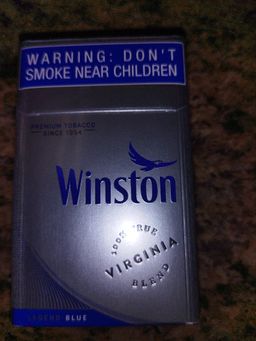 WARNING: DON'T
SMOKE NEAR CHILDREN
PREMIUM TOBACCO
SINCE 1954
Winston
100% TRUE
VIRGINIA
BLEND
LEGEND BLUE